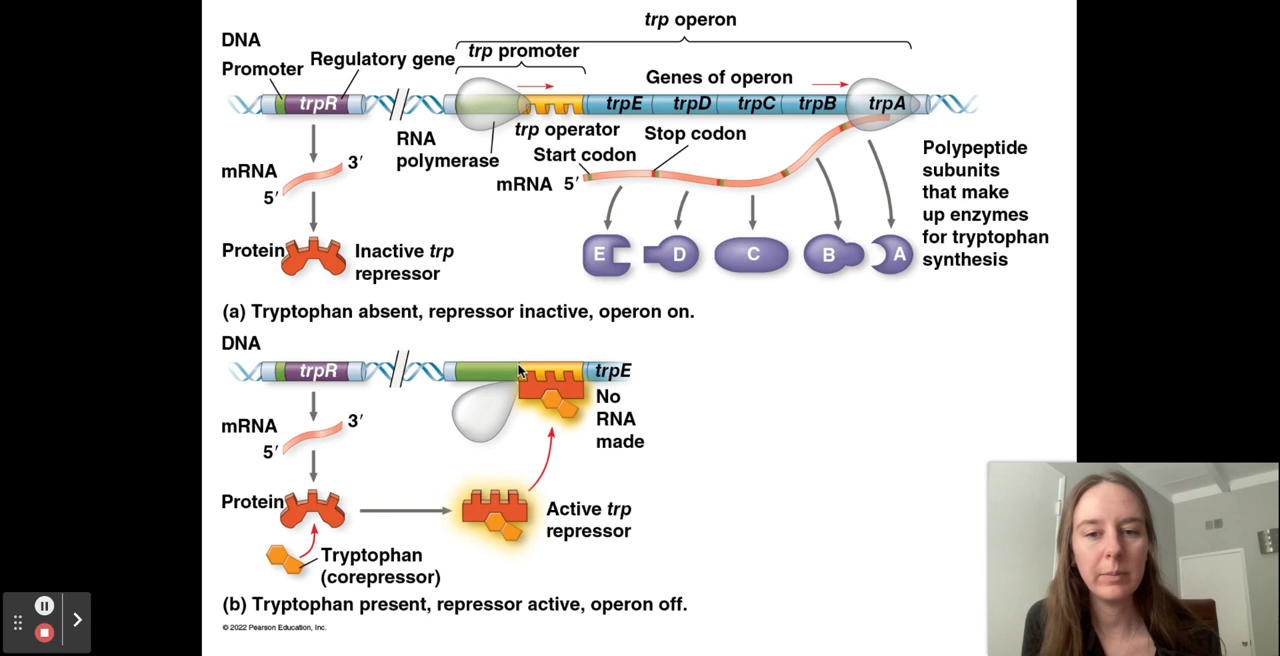 trp operon
DNA
Promoter
Regulatory gene
trp promoter
Genes of operon
trpR
trpE
trpD
trpC
trpB
trpA
RNA
polymerase
trp operator
Stop codon
Start codon
mRNA 5′
mRNA
3′
5′
Polypeptide
subunits
that make
up enzymes
for tryptophan
synthesis
Protein
Inactive trp
repressor
E
D
C
B
A
(a) Tryptophan absent, repressor inactive, operon on.
DNA
trpR
trpE
No
RNA
made
mRNA
3′
5′
Protein
Active trp
repressor
Tryptophan
(corepressor)
(b) Tryptophan present, repressor active, operon off.
© 2022 Pearson Education, Inc.